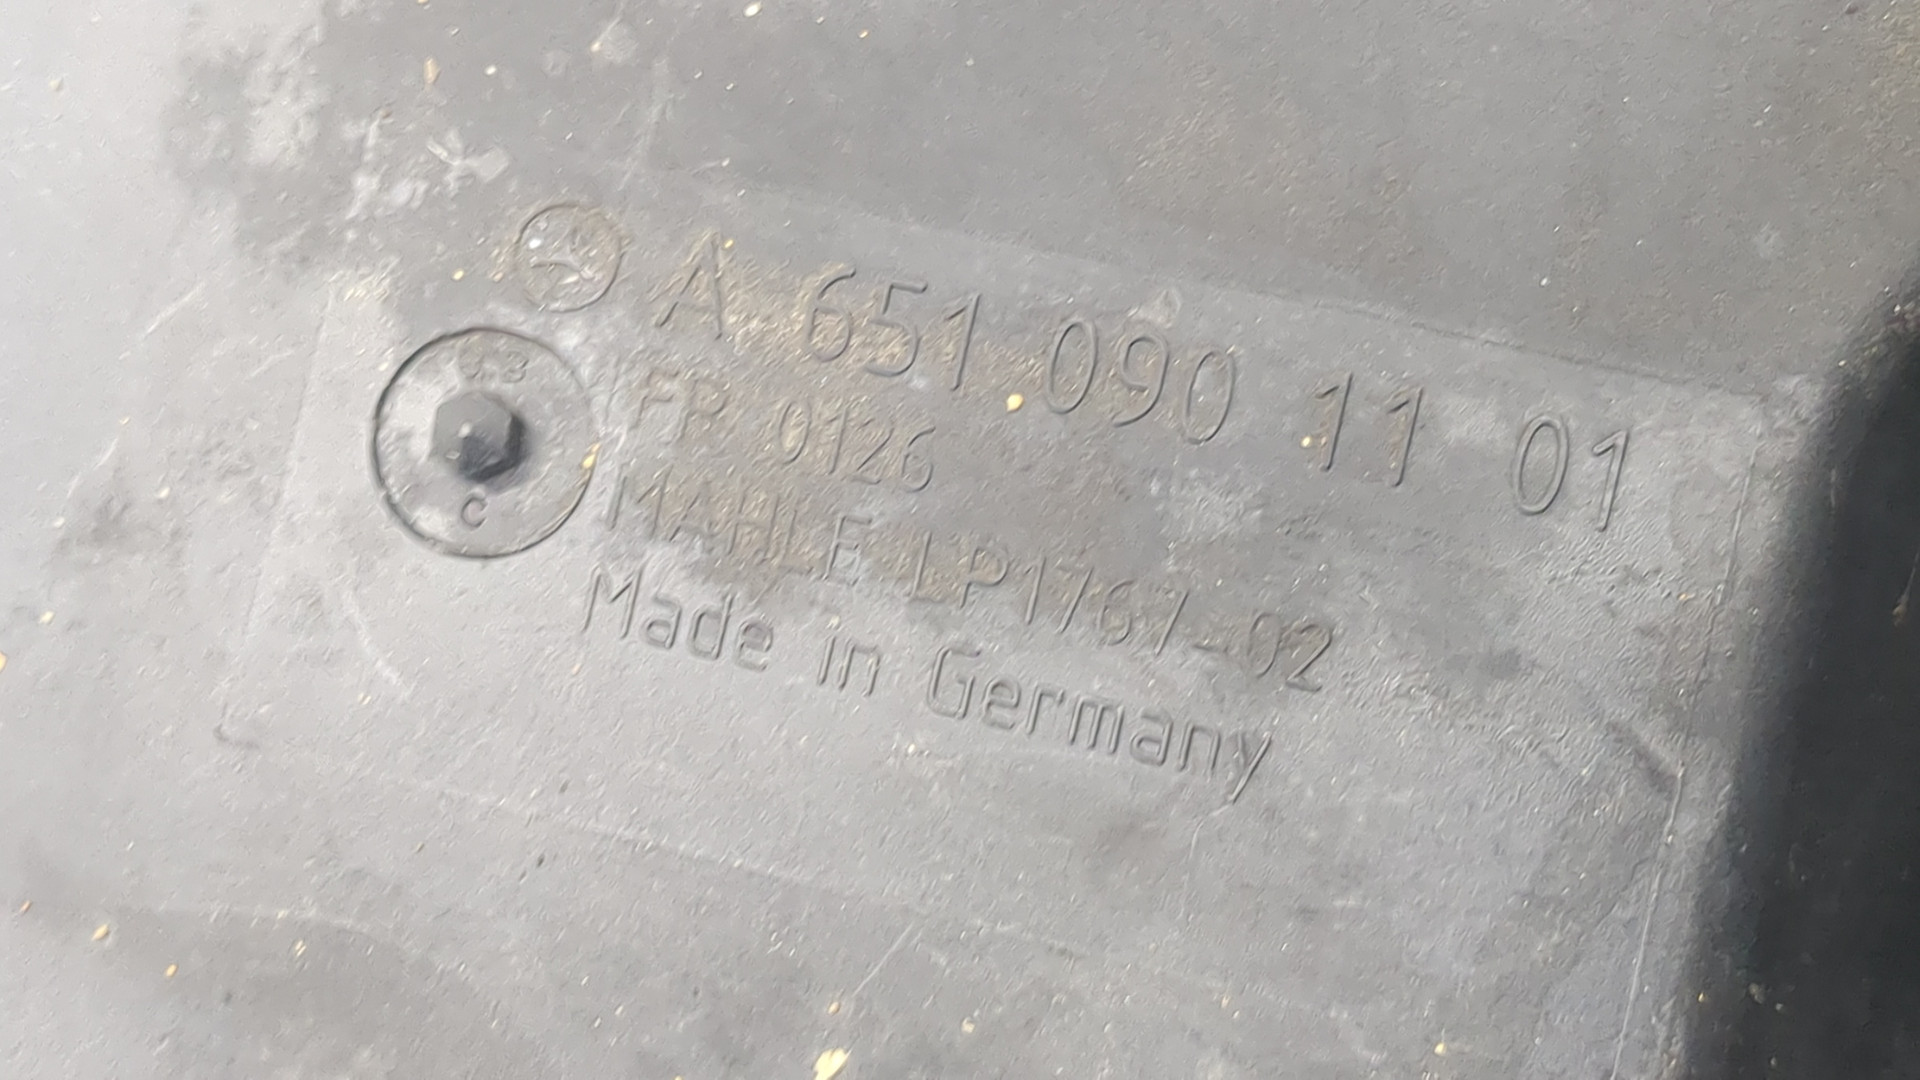 A 651 090 11 01
FP 0126
MAHLE LP1767-02
Made in Germany
C